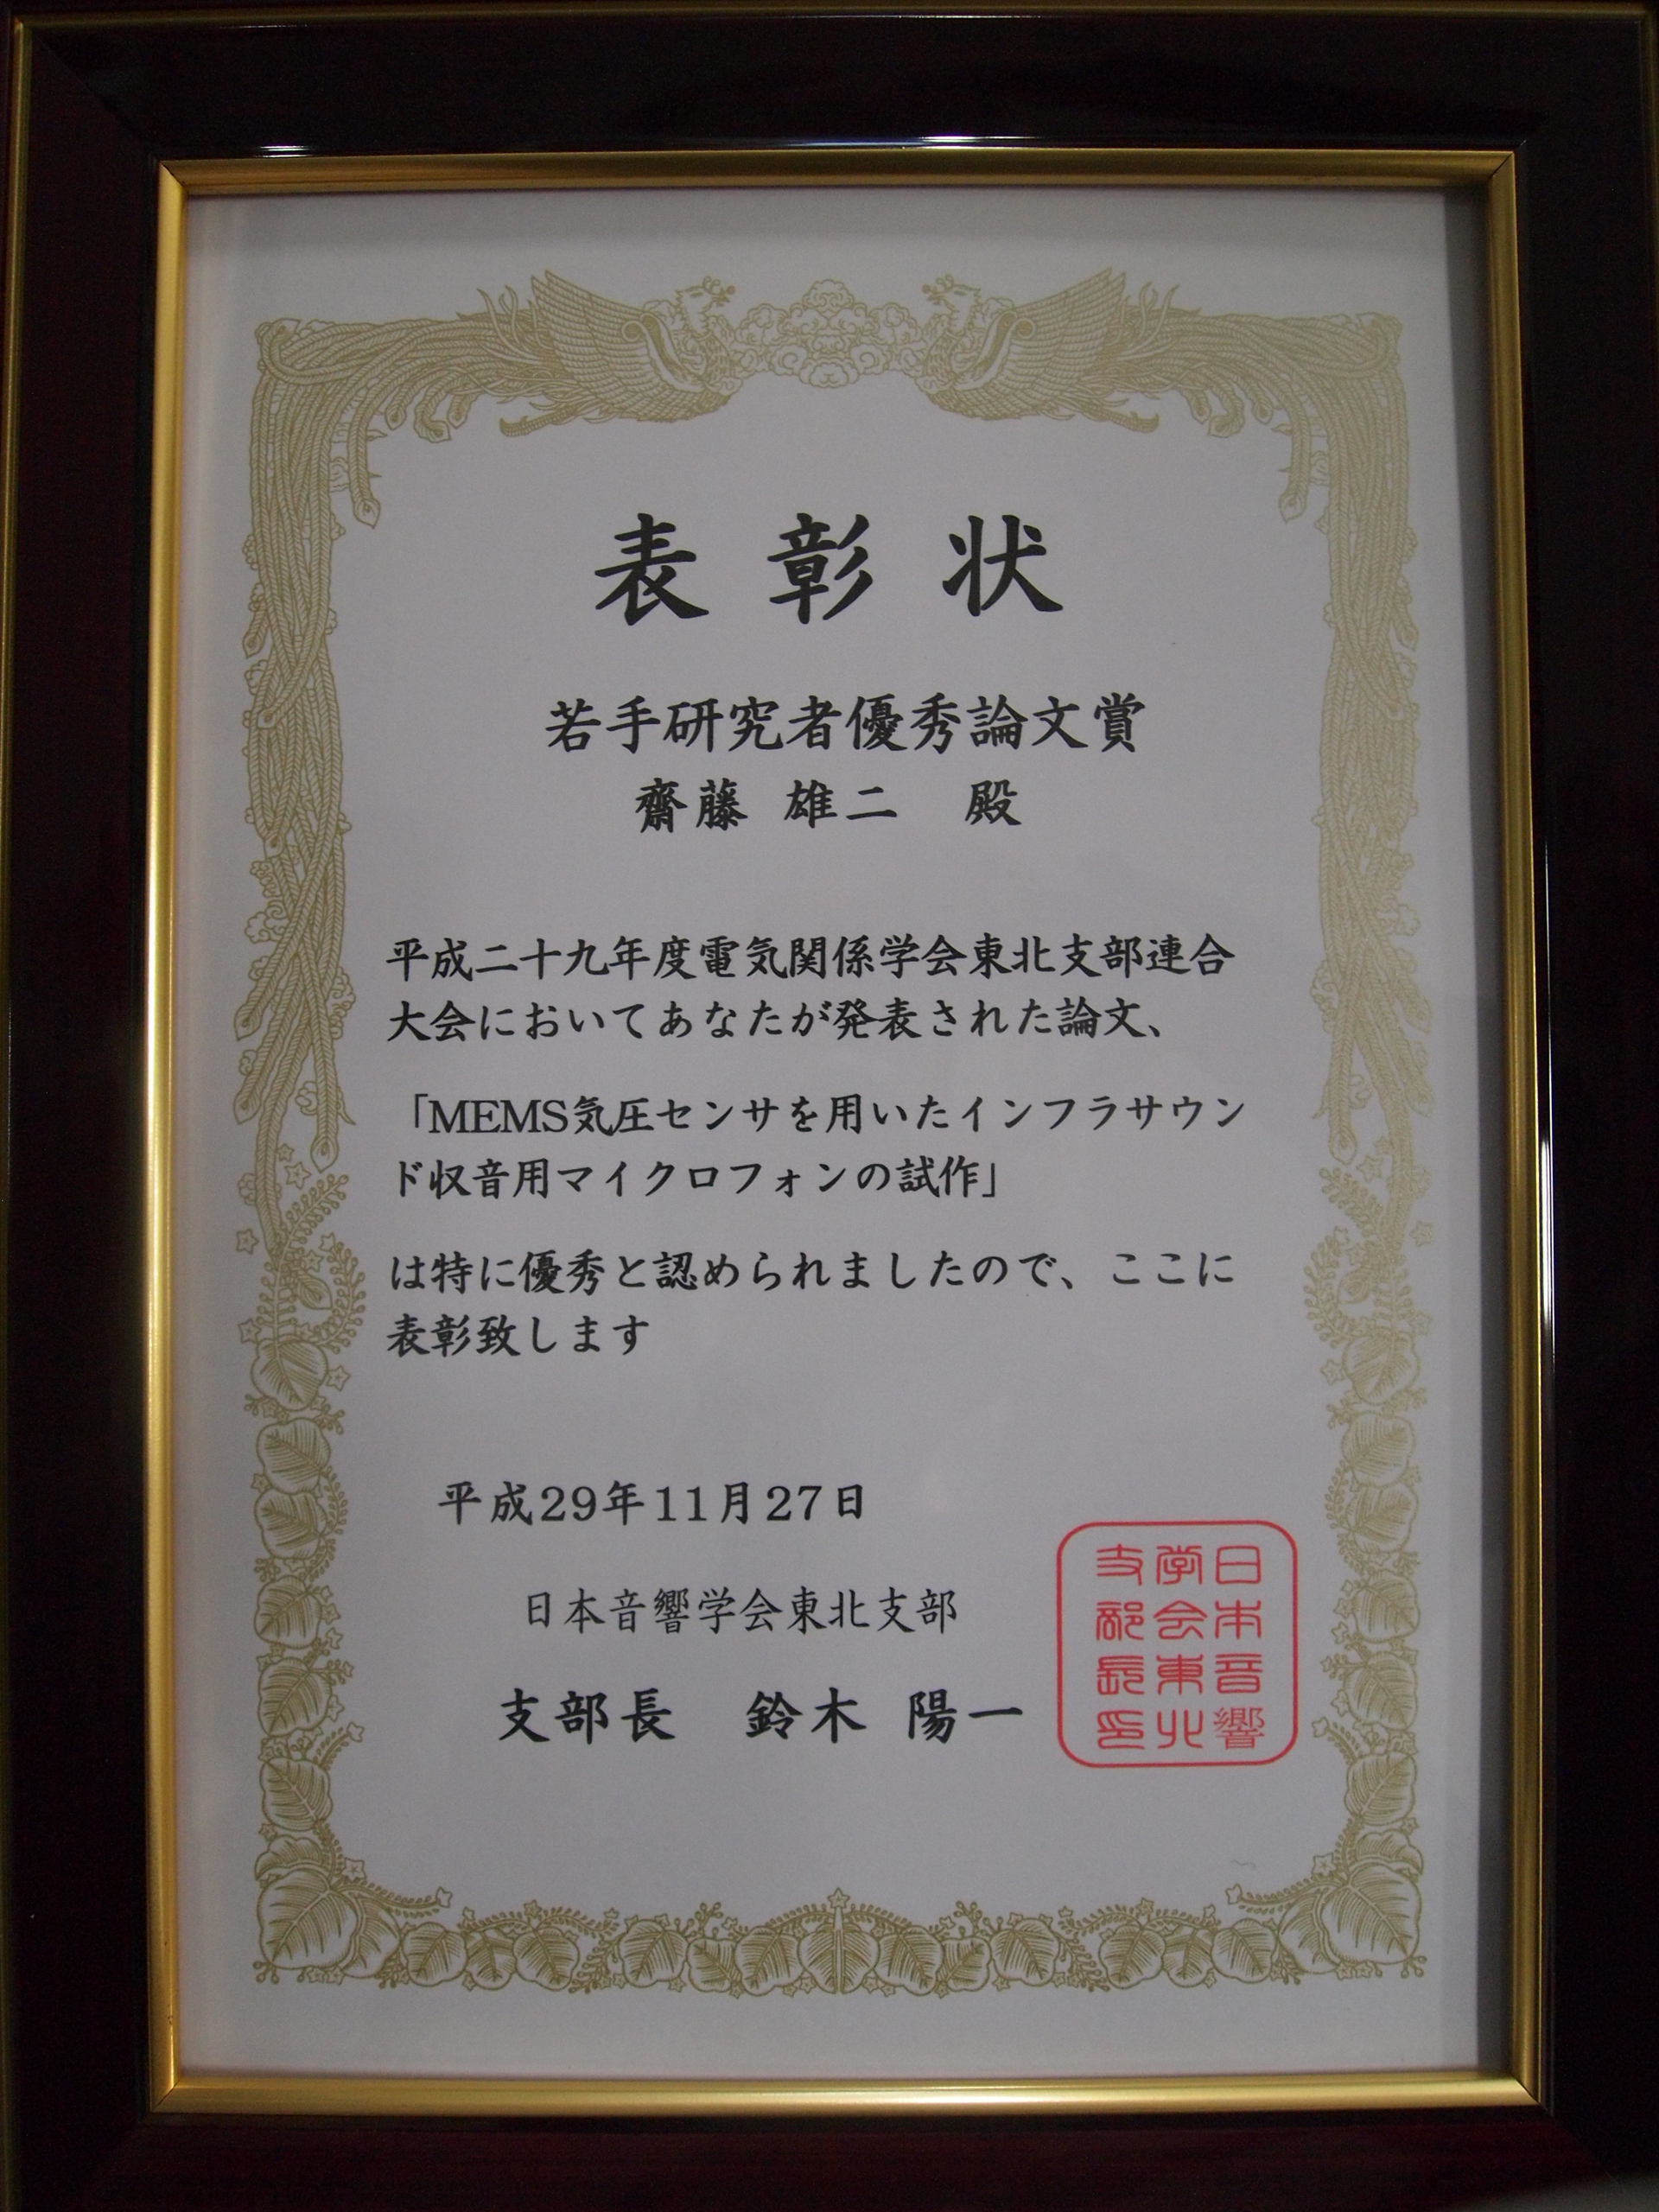 表彰状
若手研究者優秀論文賞
齋藤 雄二 殿
平成二十九年度電気関係学会東北支部連合
大会においてあなたが発表された論文、
「MEMS気圧センサを用いたインフラサウン
ド収音用マイクロフォンの試作」
は特に優秀と認められましたので、ここに
表彰致します
平成29年11月27日
日本音響学会東北支部
支部長 鈴木 陽一
日本音響
学会東北
支部長印